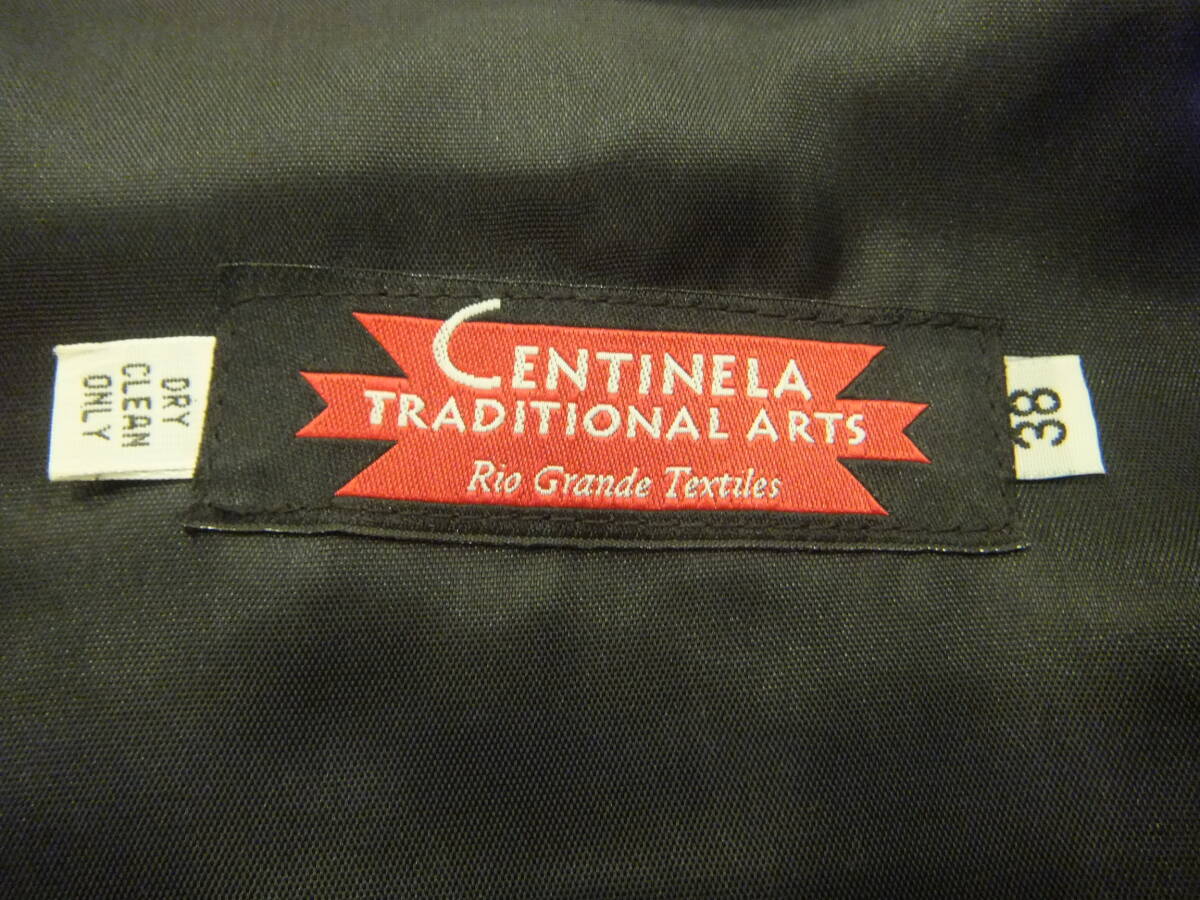 DRY
CLEAN
ONLY
CENTINELA
TRADITIONAL ARTS
Rio Grande Textiles
38